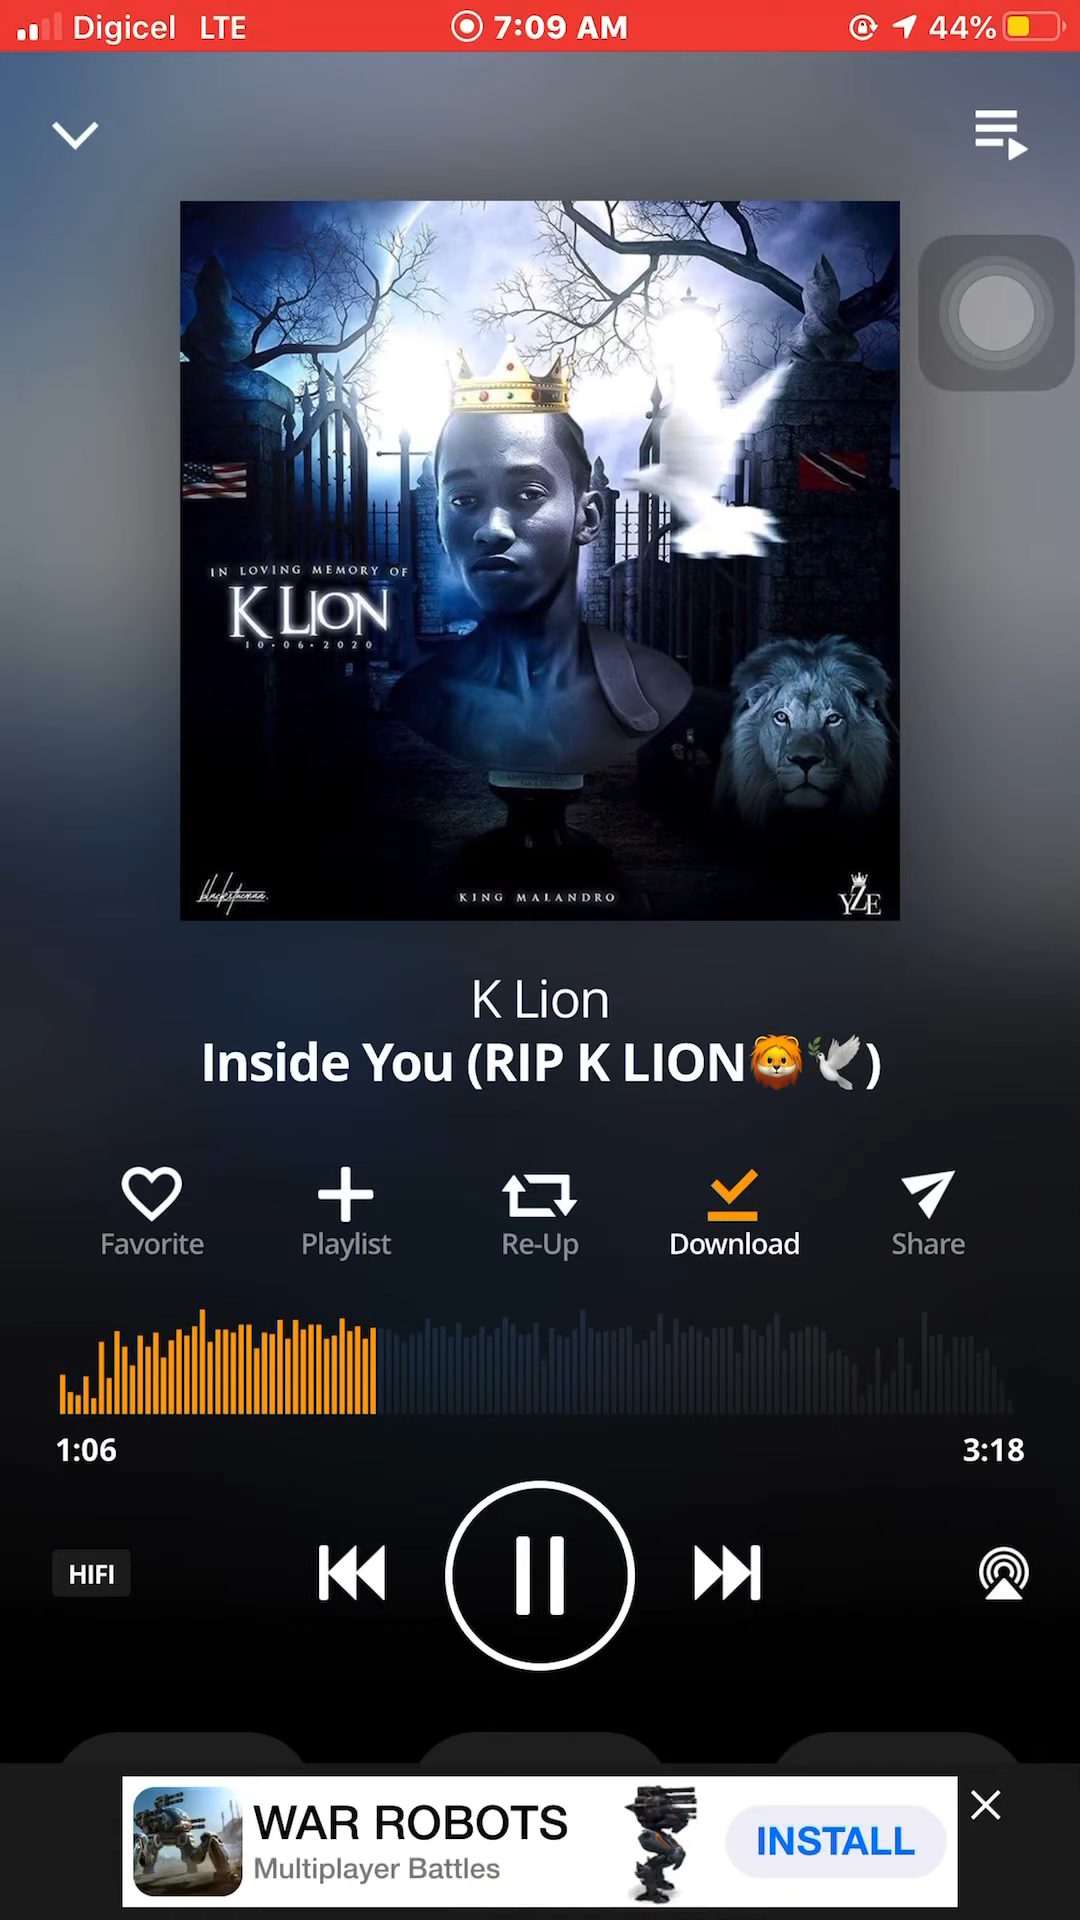 Digicel LTE 7:09 AM 44%
IN LOVING MEMORY OF
K LION
10·06·2020
KING MALANDRO
YZE
K Lion
Inside You (RIP K LION🦁🕊️)
Favorite Playlist Re-Up Download Share
1:06 3:18
HIFI
WAR ROBOTS
Multiplayer Battles
INSTALL